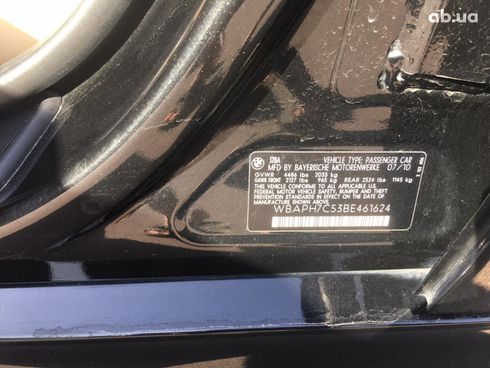 ab.ua
VEHICLE TYPE: PASSENGER CAR
MFD BY BAYERISCHE MOTORENWERKE 07/10
GVWR 4486 lbs 2035 kg
GAWR FRONT 2127 lbs 965 kg REAR 2524 lbs 1145 kg
THIS VEHICLE CONFORMS TO ALL APPLICABLE U.S.
FEDERAL MOTOR VEHICLE SAFETY, BUMPER AND THEFT
PREVENTION STANDARDS IN EFFECT ON THE DATE OF
MANUFACTURE SHOWN ABOVE.
WBAPH7C53BE461624